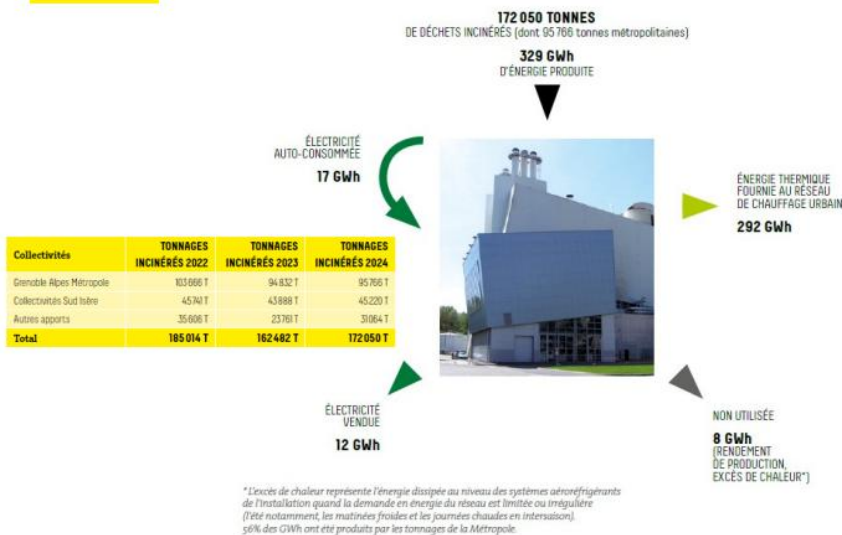 172 050 TONNES
DE DÉCHETS INCINÉRÉS (dont 95 766 tonnes métropolitaines)
329 GWh
D'ÉNERGIE PRODUITE
ÉLECTRICITÉ
AUTO-CONSOMMÉE
17 GWh
ÉNERGIE THERMIQUE
FOURNIE AU RÉSEAU
DE CHAUFFAGE URBAIN
292 GWh
Collectivités TONNAGES INCINÉRÉS 2022 TONNAGES INCINÉRÉS 2023 TONNAGES INCINÉRÉS 2024
Grenoble Alpes Métropole 103 666 T 94 832 T 95 766 T
Collectivités Sud Isère 45 741 T 43 888 T 45 220 T
Autres apports 35 606 T 23 761 T 31 064 T
Total 185 014 T 162 482 T 172 050 T
ÉLECTRICITÉ
VENDUE
12 GWh
NON UTILISÉE
8 GWh
(RENDEMENT
DE PRODUCTION,
EXCÈS DE CHALEUR*)
*L'excès de chaleur représente l'énergie dissipée au niveau des systèmes aéroréfrigérants
de l'installation quand la demande en énergie du réseau est limitée ou irrégulière
(l'été notamment, les matinées froides et les journées chaudes en intersaison).
56% des GWh ont été produits par les tonnages de la Métropole.